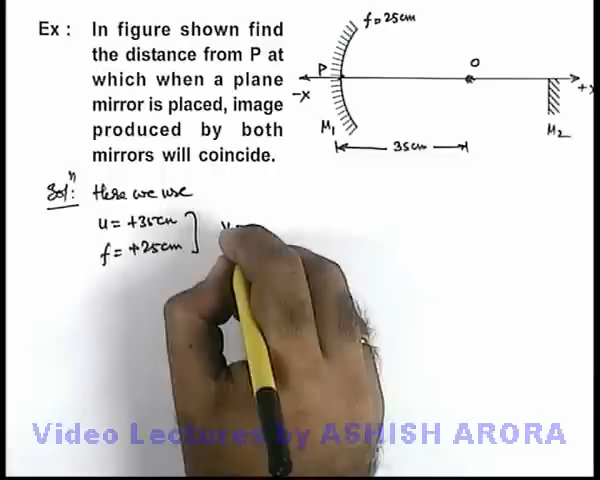 Ex : In figure shown find
the distance from P at
which when a plane
mirror is placed, image
produced by both
mirrors will coincide.
f = 25cm
P
O
-X
+X
M1
M2
35cm
Solⁿ: Here we use
u = +35cm
f = +25cm
Video Lectures by ASHISH ARORA